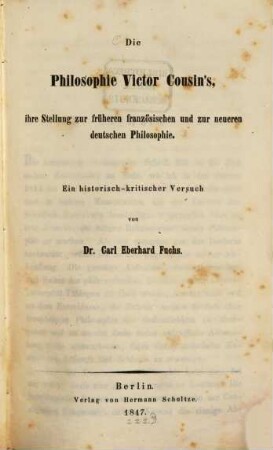 Die
Philosophie Victor Cousin's,
ihre Stellung zur früheren französischen und zur neueren
deutschen Philosophie.
Ein historisch-kritischer Versuch
von
Dr. Carl Eberhard Fuchs.
Berlin.
Verlag von Hermann Schultze.
1847.